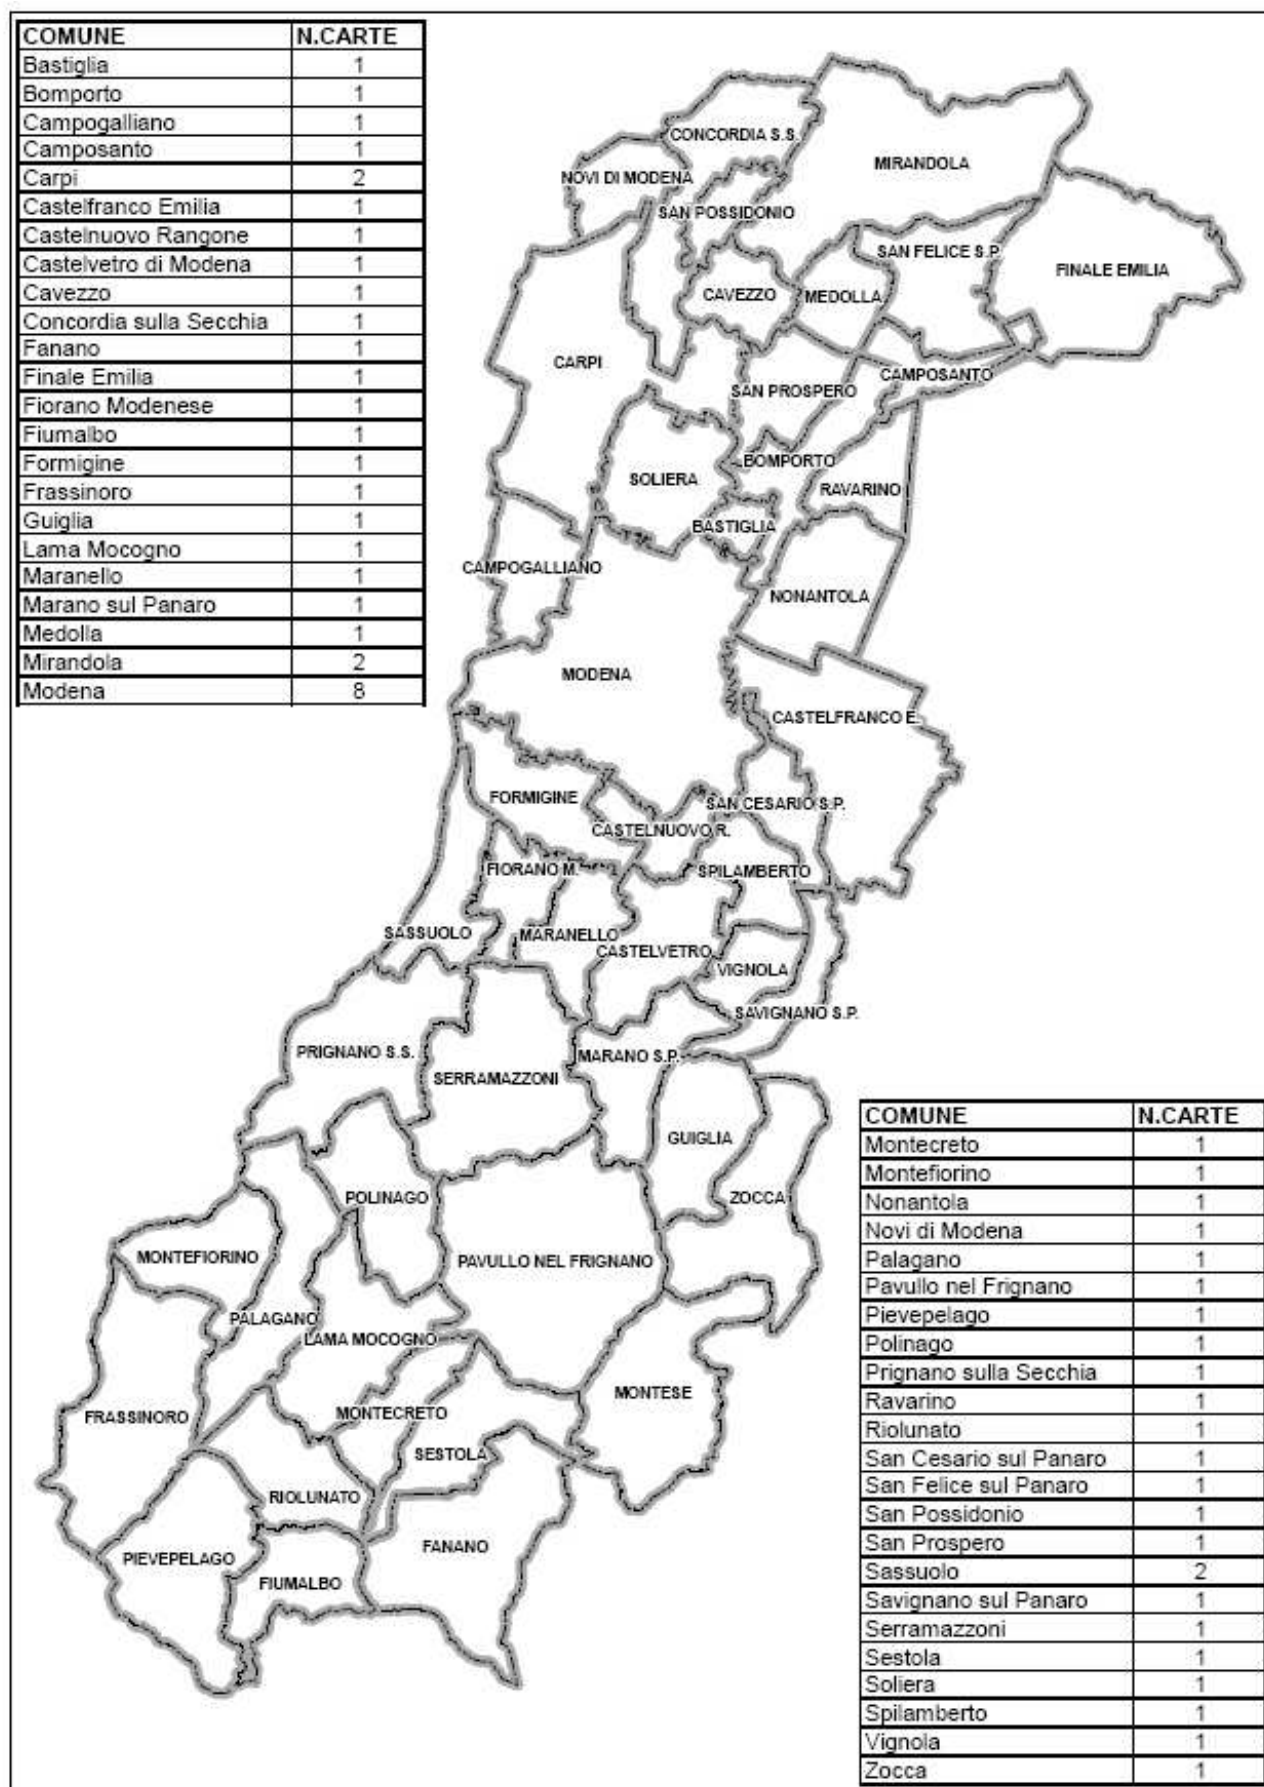 COMUNE N.CARTE
Bastiglia 1
Bomporto 1
Campogalliano 1
Camposanto 1
Carpi 2
Castelfranco Emilia 1
Castelnuovo Rangone 1
Castelvetro di Modena 1
Cavezzo 1
Concordia sulla Secchia 1
Fanano 1
Finale Emilia 1
Fiorano Modenese 1
Fiumalbo 1
Formigine 1
Frassinoro 1
Guiglia 1
Lama Mocogno 1
Maranello 1
Marano sul Panaro 1
Medolla 1
Mirandola 2
Modena 8
CONCORDIA S.S.
MIRANDOLA
NOVI DI MODENA
SAN POSSIDONIO
SAN FELICE S.P.
FINALE EMILIA
CAVEZZO
MEDOLLA
CARPI
CAMPOSANTO
SAN PROSPERO
BOMPORTO
SOLIERA
RAVARINO
BASTIGLIA
CAMPOGALLIANO
NONANTOLA
MODENA
CASTELFRANCO E.
FORMIGINE
SAN CESARIO S.P.
CASTELNUOVO R.
FIORANO M.
SPILAMBERTO
SASSUOLO
MARANELLO
CASTELVETRO
VIGNOLA
SAVIGNANO S.P.
PRIGNANO S.S.
MARANO S.P.
SERRAMAZZONI
GUIGLIA
POLINAGO
ZOCCA
MONTEFIORINO
PAVULLO NEL FRIGNANO
PALAGANO
LAMA MOCOGNO
MONTESE
FRASSINORO
MONTECRETO
SESTOLA
RIOLUNATO
FANANO
PIEVEPELAGO
FIUMALBO
COMUNE N.CARTE
Montecreto 1
Montefiorino 1
Nonantola 1
Novi di Modena 1
Palagano 1
Pavullo nel Frignano 1
Pievepelago 1
Polinago 1
Prignano sulla Secchia 1
Ravarino 1
Riolunato 1
San Cesario sul Panaro 1
San Felice sul Panaro 1
San Possidonio 1
San Prospero 1
Sassuolo 2
Savignano sul Panaro 1
Serramazzoni 1
Sestola 1
Soliera 1
Spilamberto 1
Vignola 1
Zocca 1